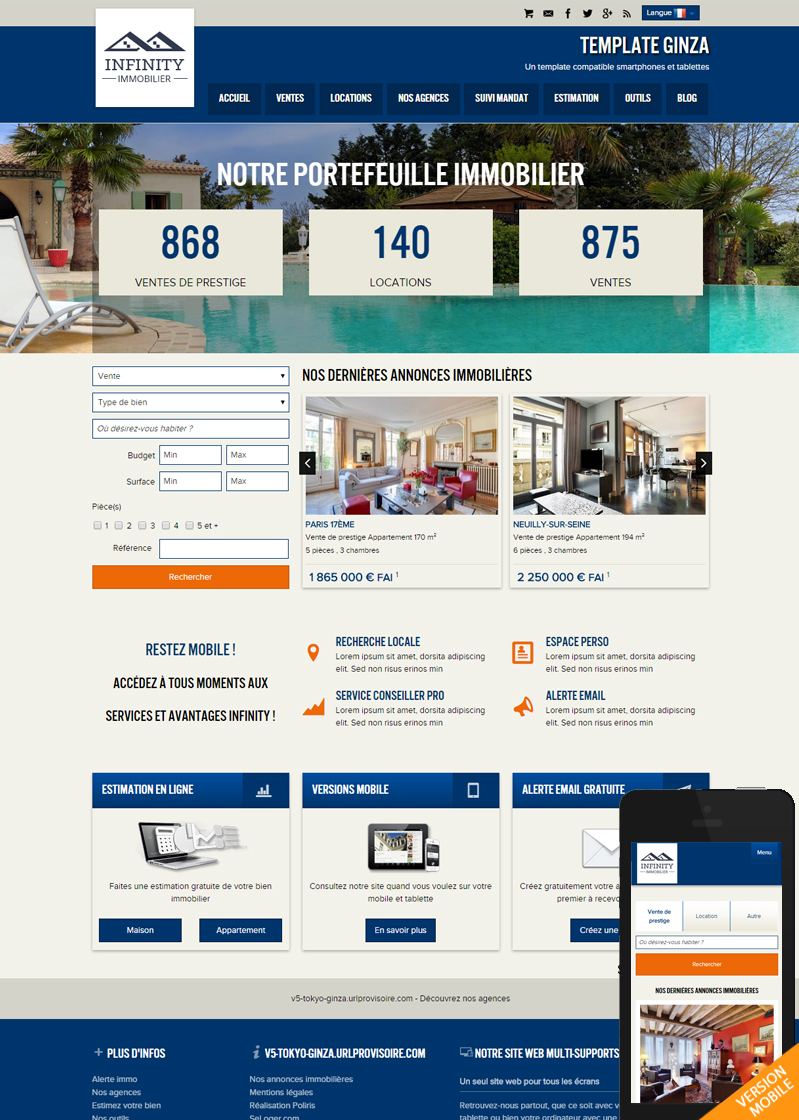 Langue
INFINITY
IMMOBILIER
TEMPLATE GINZA
Un template compatible smartphones et tablettes
ACCUEIL VENTES LOCATIONS NOS AGENCES SUIVI MANDAT ESTIMATION OUTILS BLOG
NOTRE PORTEFEUILLE IMMOBILIER
868 140 875
VENTES DE PRESTIGE LOCATIONS VENTES
Vente
Type de bien
Où désirez-vous habiter ?
Budget Min Max
Surface Min Max
Pièce(s)
1 2 3 4 5 et +
Référence
Rechercher
NOS DERNIÈRES ANNONCES IMMOBILIÈRES
PARIS 17ÈME
Vente de prestige Appartement 170 m²
5 pièces , 3 chambres
1 865 000 € FAI 1
NEUILLY-SUR-SEINE
Vente de prestige Appartement 194 m²
6 pièces , 3 chambres
2 250 000 € FAI 1
RESTEZ MOBILE !
ACCÉDEZ À TOUS MOMENTS AUX
SERVICES ET AVANTAGES INFINITY !
RECHERCHE LOCALE
Lorem ipsum sit amet, dorsita adipiscing
elit. Sed non risus erinos min
ESPACE PERSO
Lorem ipsum sit amet, dorsita adipiscing
elit. Sed non risus erinos min
SERVICE CONSEILLER PRO
Lorem ipsum sit amet, dorsita adipiscing
elit. Sed non risus erinos min
ALERTE EMAIL
Lorem ipsum sit amet, dorsita adipiscing
elit. Sed non risus erinos min
ESTIMATION EN LIGNE
Faites une estimation gratuite de votre bien
immobilier
Maison Appartement
VERSIONS MOBILE
Consultez notre site quand vous voulez sur votre
mobile et tablette
En savoir plus
ALERTE EMAIL GRATUITE
Créez gratuitement votre a
premier à recevo
Créez une
INFINITY
IMMOBILIER
Menu
Vente de
prestige
Location
Autre
Où désirez-vous habiter ?
Rechercher
NOS DERNIÈRES ANNONCES IMMOBILIÈRES
VERSION
MOBILE
v5-tokyo-ginza.urlprovisoire.com - Découvrez nos agences
PLUS D'INFOS
Alerte immo
Nos agences
Estimez votre bien
Nos outils
V5-TOKYO-GINZA.URLPROVISOIRE.COM
Nos annonces immobilières
Mentions légales
Réalisation Poliris
SeLoger.com
NOTRE SITE WEB MULTI-SUPPORTS
Un seul site web pour tous les écrans
Retrouvez-nous partout, que ce soit avec v
tablette ou bien votre ordinateur avec une